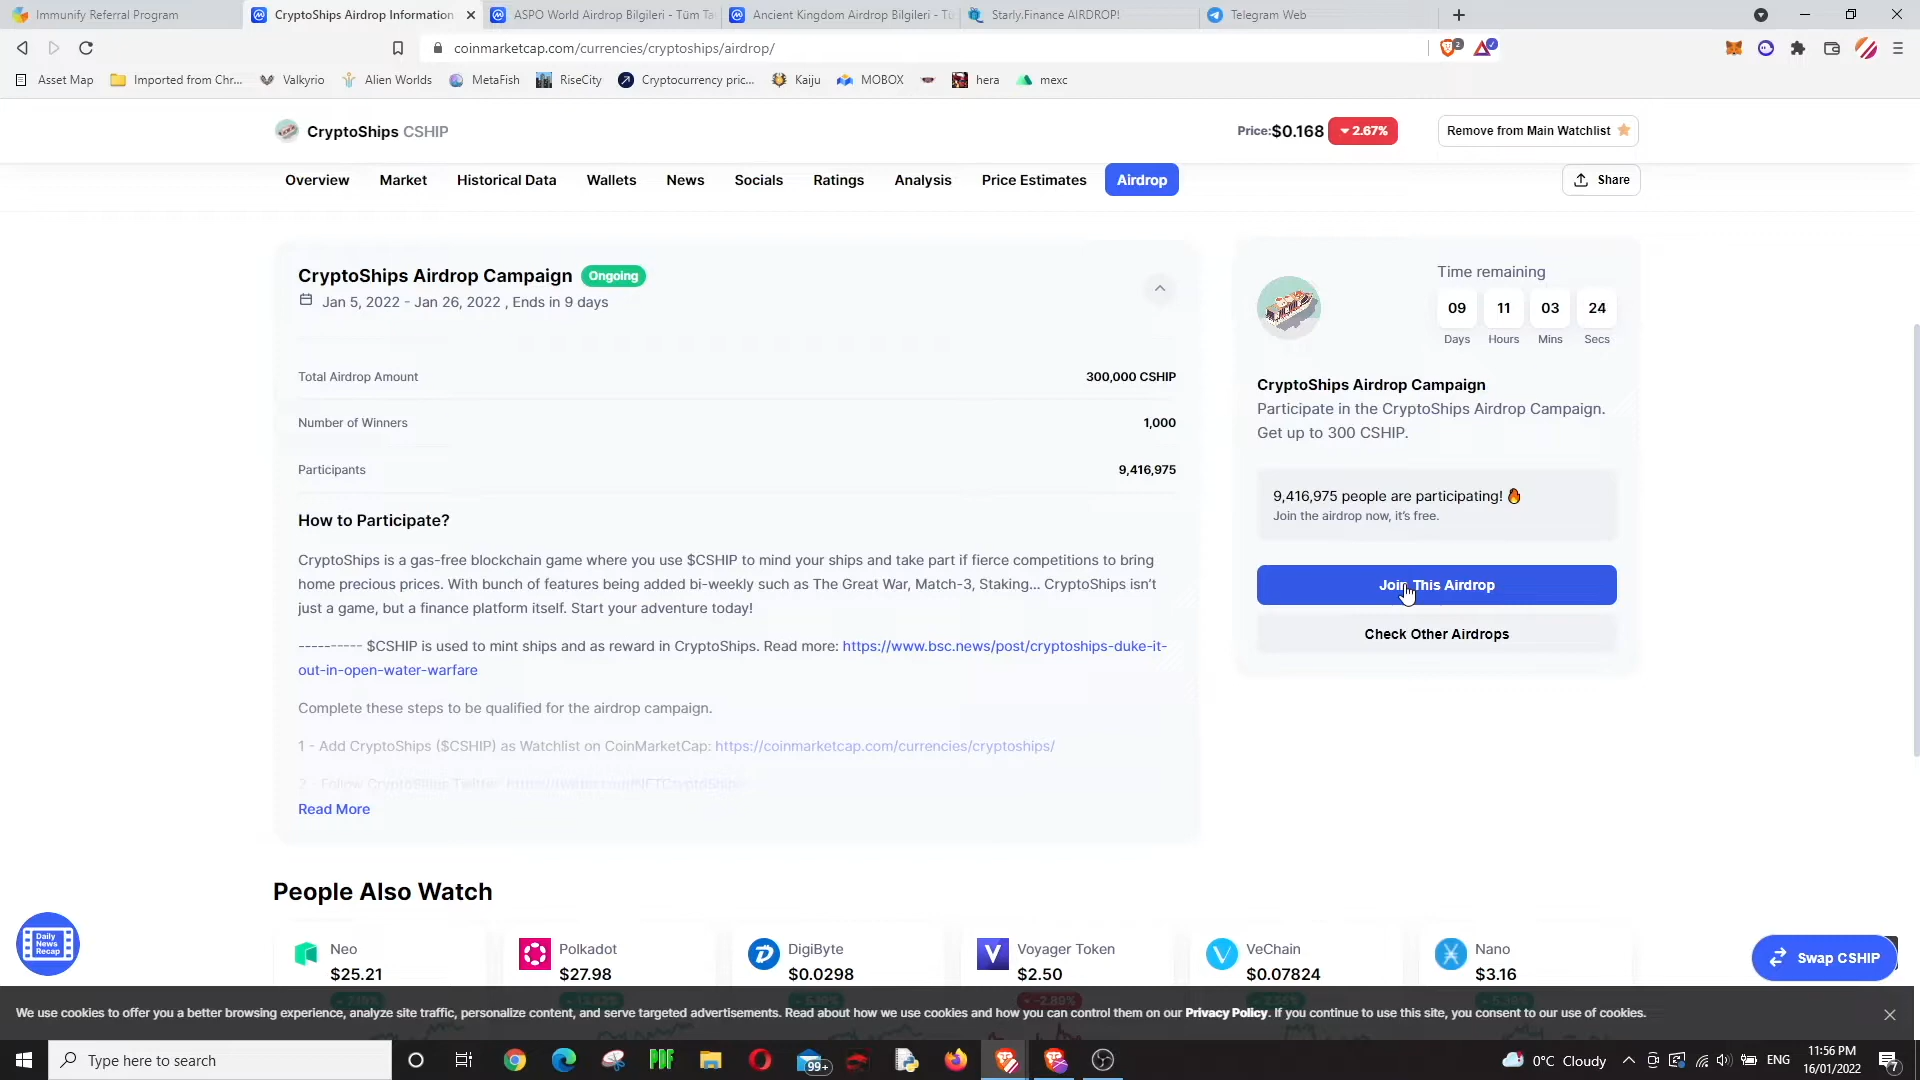 Immunify Referral Program
CryptoShips Airdrop Information
ASPO World Airdrop Bilgileri - Tüm Ta
Ancient Kingdom Airdrop Bilgileri - Tü
Starly.Finance AIRDROP!
Telegram Web
coinmarketcap.com/currencies/cryptoships/airdrop/
2
Asset Map
Imported from Chr...
Valkyrio
Alien Worlds
MetaFish
RiseCity
Cryptocurrency pric...
Kaiju
MOBOX
hera
mexc
CryptoShips CSHIP
Price:$0.168
2.67%
Remove from Main Watchlist
Overview
Market
Historical Data
Wallets
News
Socials
Ratings
Analysis
Price Estimates
Airdrop
Share
CryptoShips Airdrop Campaign
Ongoing
Jan 5, 2022 - Jan 26, 2022 , Ends in 9 days
Total Airdrop Amount
300,000 CSHIP
Number of Winners
1,000
Participants
9,416,975
How to Participate?
CryptoShips is a gas-free blockchain game where you use $CSHIP to mind your ships and take part if fierce competitions to bring
home precious prices. With bunch of features being added bi-weekly such as The Great War, Match-3, Staking... CryptoShips isn't
just a game, but a finance platform itself. Start your adventure today!
---------- $CSHIP is used to mint ships and as reward in CryptoShips. Read more: https://www.bsc.news/post/cryptoships-duke-it-
out-in-open-water-warfare
Complete these steps to be qualified for the airdrop campaign.
1 - Add CryptoShips ($CSHIP) as Watchlist on CoinMarketCap: https://coinmarketcap.com/currencies/cryptoships/
2 - Follow CryptoShips Twitter: https://twitter.com/NFTCryptoShips
Read More
Time remaining
09
11
03
24
Days
Hours
Mins
Secs
CryptoShips Airdrop Campaign
Participate in the CryptoShips Airdrop Campaign.
Get up to 300 CSHIP.
9,416,975 people are participating! 🔥
Join the airdrop now, it's free.
Join This Airdrop
Check Other Airdrops
People Also Watch
Neo
$25.21
Polkadot
$27.98
DigiByte
$0.0298
Voyager Token
$2.50
VeChain
$0.07824
Nano
$3.16
Daily
News
Recap
Swap CSHIP
2.89%
We use cookies to offer you a better browsing experience, analyze site traffic, personalize content, and serve targeted advertisements. Read about how we use cookies and how you can control them on our Privacy Policy. If you continue to use this site, you consent to our use of cookies.
Type here to search
99+
0°C Cloudy
ENG
11:56 PM
16/01/2022
7